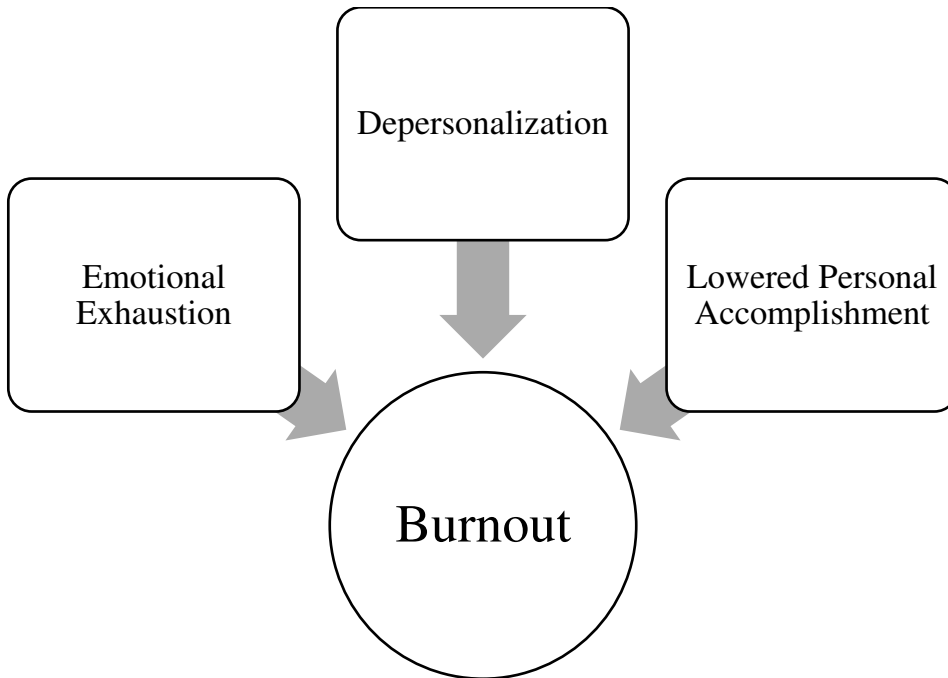 Depersonalization
Emotional
Exhaustion
Lowered Personal
Accomplishment
Burnout